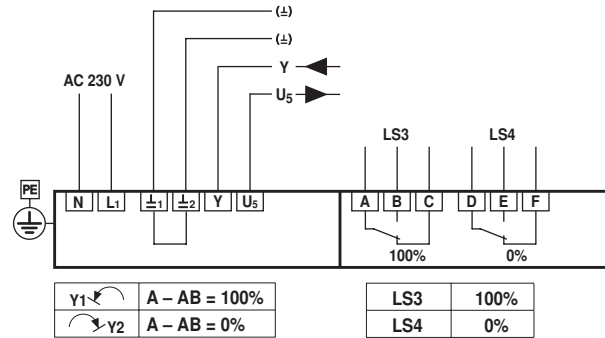 (⊥)
(⊥)
Y
AC 230 V
U5
LS3 LS4
PE
N L1 ⊥1 ⊥2 Y U5 A B C D E F
100% 0%
Y1 A – AB = 100%
Y2 A – AB = 0%
LS3 100%
LS4 0%